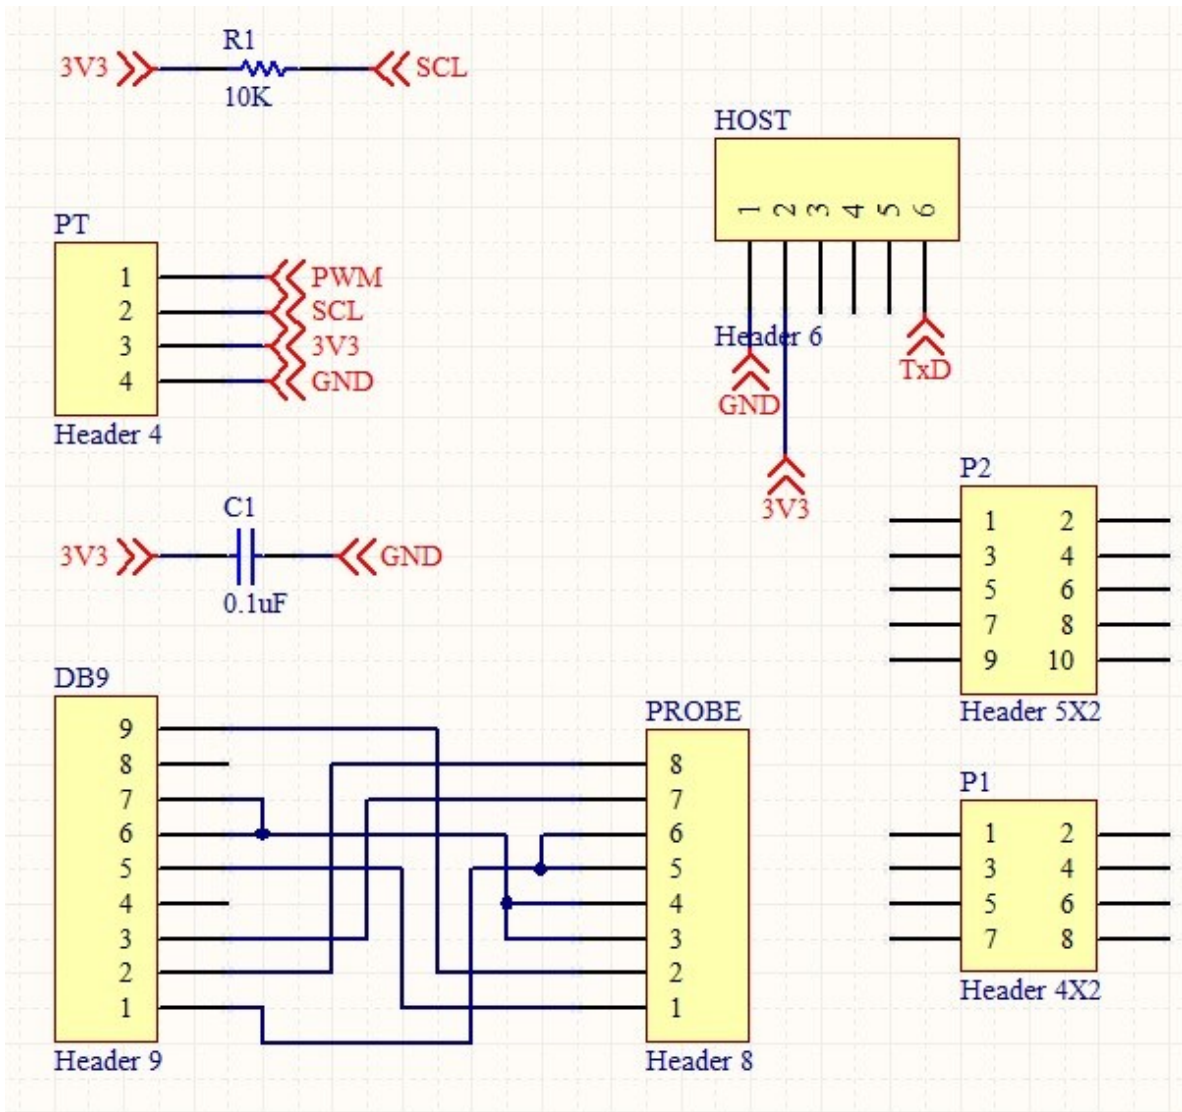 R1
3V3
SCL
10K
HOST
1 2 3 4 5 6
Header 6
GND
3V3
TxD
PT
1 PWM
2 SCL
3 3V3
4 GND
Header 4
C1
3V3
GND
0.1uF
P2
1 2
3 4
5 6
7 8
9 10
Header 5X2
DB9
9
8
7
6
5
4
3
2
1
Header 9
PROBE
8
7
6
5
4
3
2
1
Header 8
P1
1 2
3 4
5 6
7 8
Header 4X2